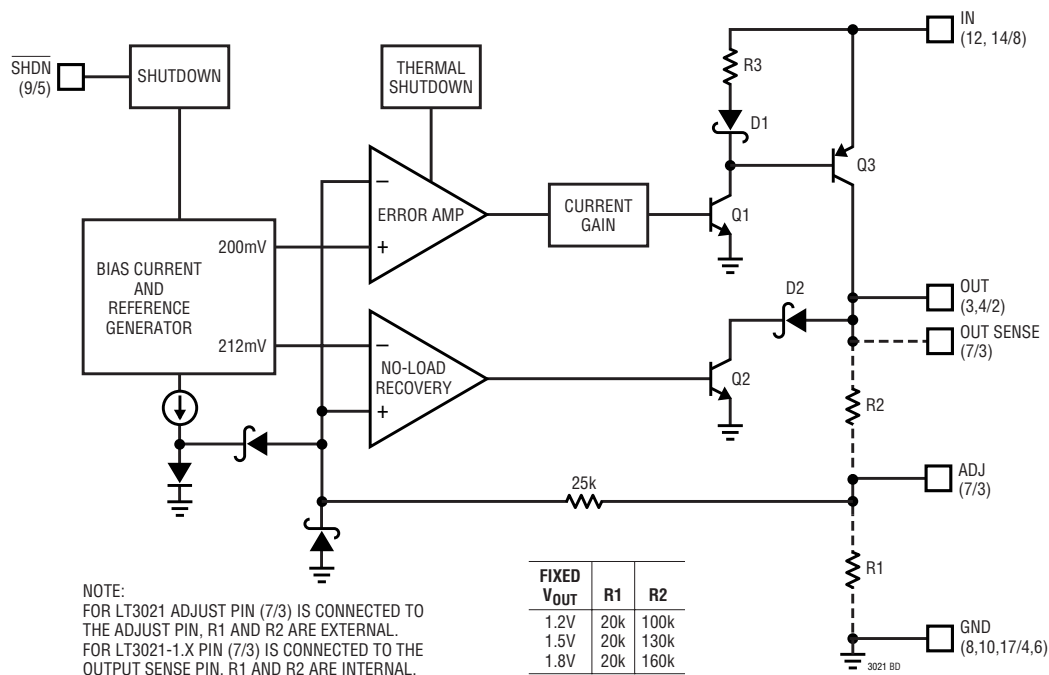 SHDN
(9/5)
SHUTDOWN
THERMAL
SHUTDOWN
R3
D1
IN
(12, 14/8)
Q3
–
ERROR AMP
+
CURRENT
GAIN
Q1
200mV
BIAS CURRENT
AND
REFERENCE
GENERATOR
212mV
–
NO-LOAD
RECOVERY
+
D2
Q2
OUT
(3,4/2)
OUT SENSE
(7/3)
R2
ADJ
(7/3)
25k
R1
GND
(8,10,17/4,6)
3021 BD
NOTE:
FOR LT3021 ADJUST PIN (7/3) IS CONNECTED TO
THE ADJUST PIN, R1 AND R2 ARE EXTERNAL.
FOR LT3021-1.X PIN (7/3) IS CONNECTED TO THE
OUTPUT SENSE PIN, R1 AND R2 ARE INTERNAL.
FIXED
VOUT R1 R2
1.2V 20k 100k
1.5V 20k 130k
1.8V 20k 160k